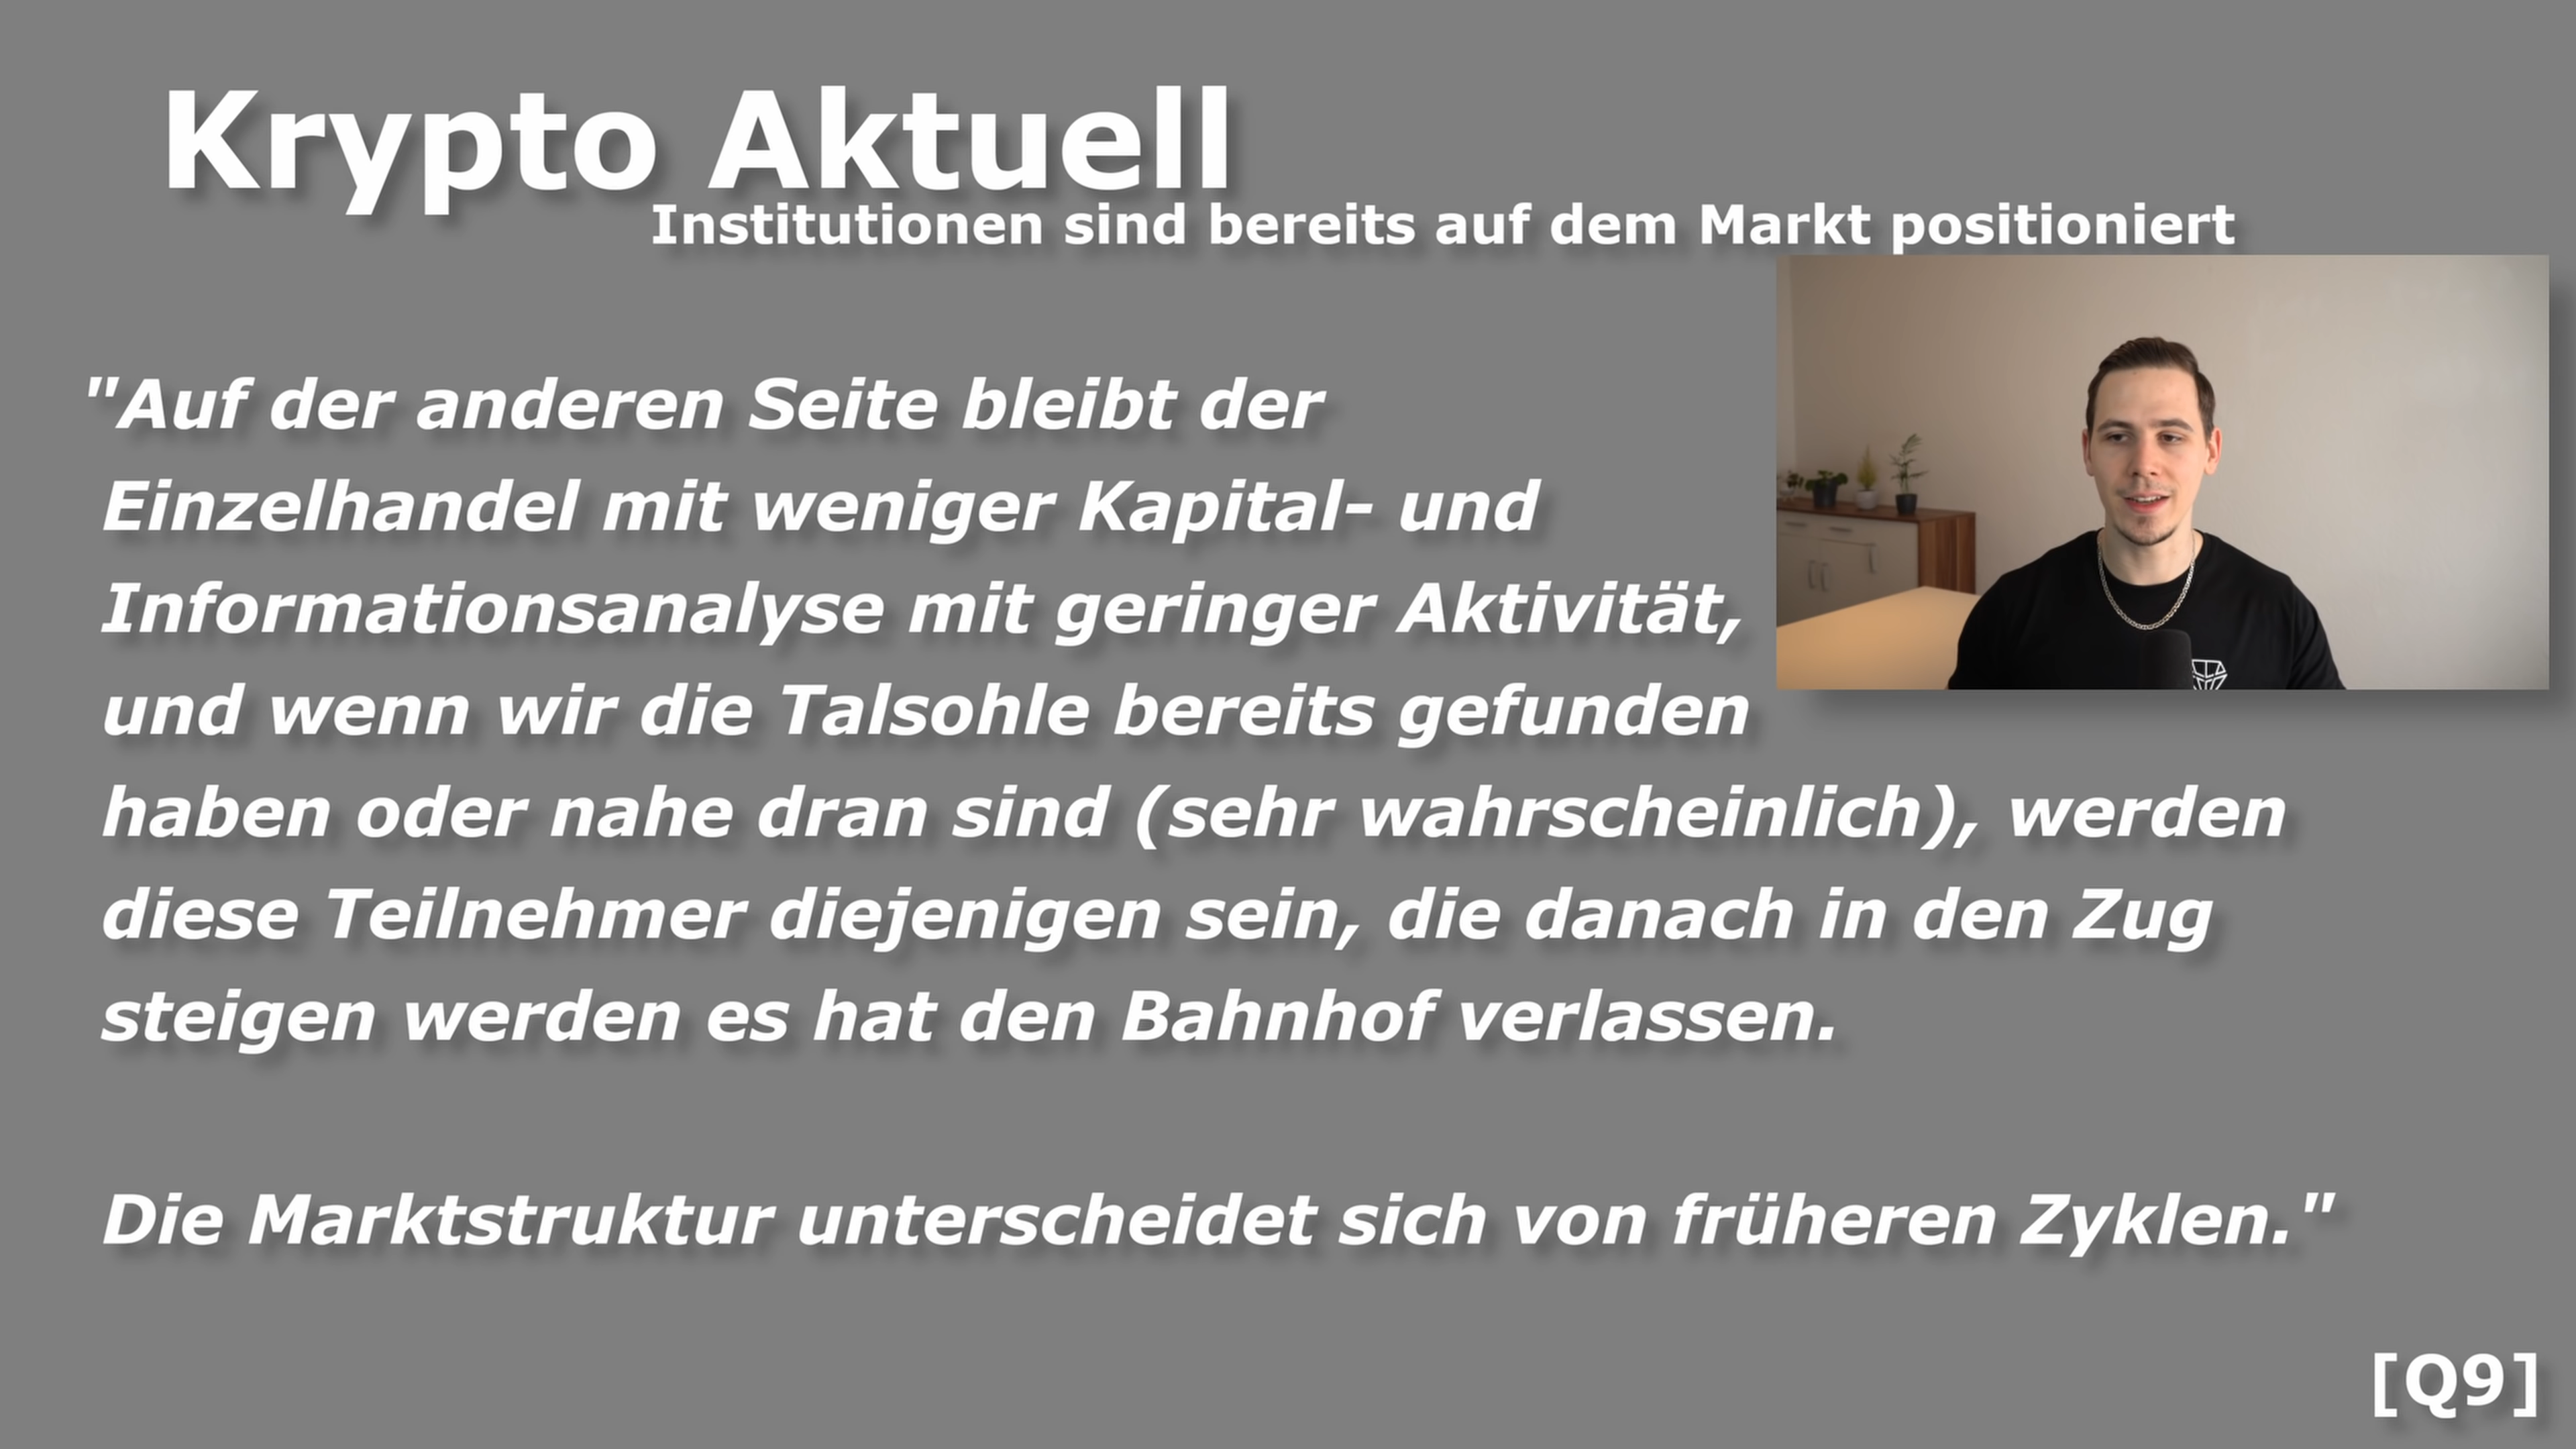 Krypto Aktuell
Institutionen sind bereits auf dem Markt positioniert
"Auf der anderen Seite bleibt der
Einzelhandel mit weniger Kapital- und
Informationsanalyse mit geringer Aktivität,
und wenn wir die Talsohle bereits gefunden
haben oder nahe dran sind (sehr wahrscheinlich), werden
diese Teilnehmer diejenigen sein, die danach in den Zug
steigen werden es hat den Bahnhof verlassen.
Die Marktstruktur unterscheidet sich von früheren Zyklen."
[Q9]